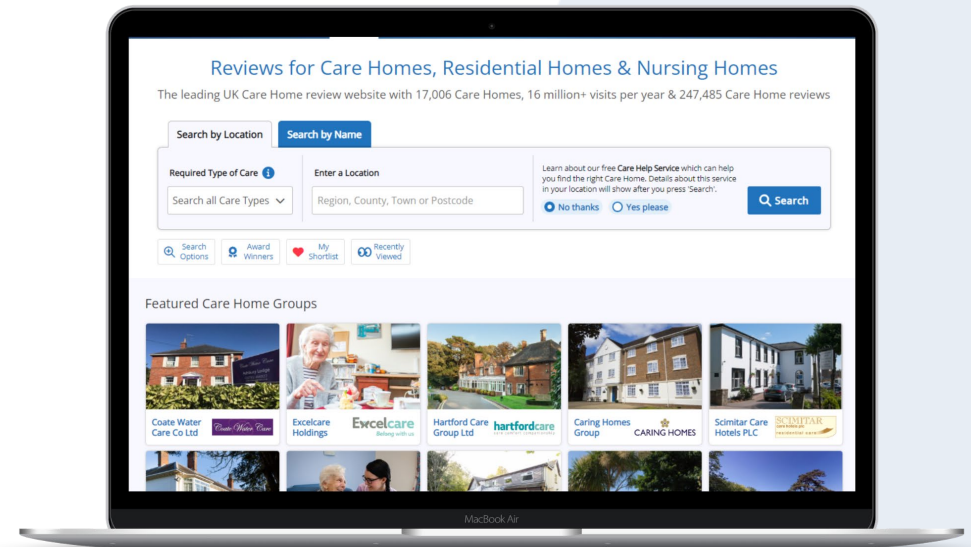 Reviews for Care Homes, Residential Homes & Nursing Homes
The leading UK Care Home review website with 17,006 Care Homes, 16 million+ visits per year & 247,485 Care Home reviews
Search by Location
Search by Name
Required Type of Care
Search all Care Types
Enter a Location
Region, County, Town or Postcode
Learn about our free Care Help Service which can help
you find the right Care Home. Details about this service
in your location will show after you press 'Search'.
No thanks
Yes please
Search
Search
Options
Award
Winners
My
Shortlist
Recently
Viewed
Featured Care Home Groups
Coate Water
Care Co Ltd
Coate Water Care
Excelcare
Holdings
Excelcare
Belong with us
Hartford Care
Group Ltd
hartfordcare
Caring Homes
Group
CARING HOMES
Scimitar Care
Hotels PLC
SCIMITAR
care hotels plc
residential care
MacBook Air